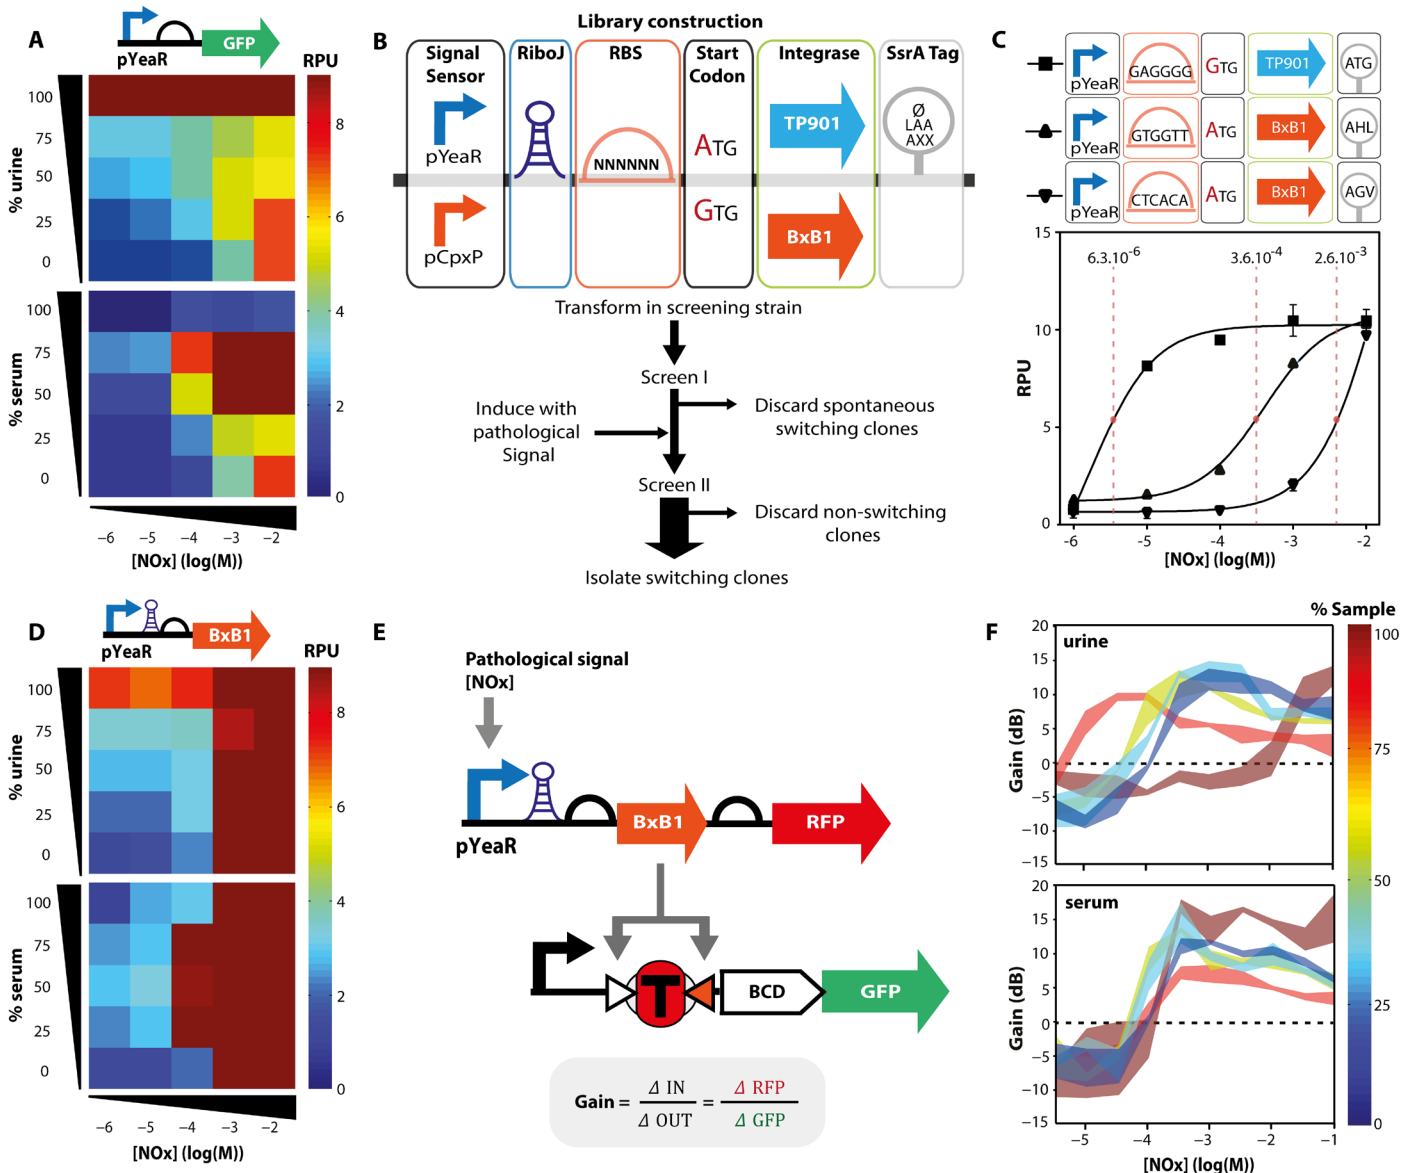 A
pYeaR
GFP
RPU
% urine
100
75
50
25
0
% serum
100
75
50
25
0
8
6
4
2
0
−6 −5 −4 −3 −2
[NOx] (log(M))
B
Library construction
Signal Sensor
RiboJ
RBS
Start Codon
Integrase
SsrA Tag
pYeaR
NNNNNN
ATG
TP901
Ø
LAA
AXX
pCpxP
GTG
BxB1
Transform in screening strain
Screen I
Induce with
pathological
Signal
Discard spontaneous
switching clones
Screen II
Discard non-switching
clones
Isolate switching clones
C
pYeaR GAGGGG GTG TP901 ATG
pYeaR GTGGTT ATG BxB1 AHL
pYeaR CTCACA ATG BxB1 AGV
6.3.10-6 3.6.10-4 2.6.10-3
RPU
15
10
5
0
-6 -5 -4 -3 -2
[NOx] (log(M))
D
pYeaR
BxB1
RPU
% urine
100
75
50
25
0
% serum
100
75
50
25
0
8
6
4
2
0
−6 −5 −4 −3 −2
[NOx] (log(M))
E
Pathological signal
[NOx]
pYeaR
BxB1
RFP
T
BCD
GFP
Gain = Δ IN / Δ OUT = Δ RFP / Δ GFP
F
% Sample
urine
Gain (dB)
20
15
10
5
0
−5
−10
−15
serum
Gain (dB)
20
15
10
5
0
−5
−10
−15
−5 −4 −3 −2 −1
[NOx] (log(M))
100
75
50
25
0